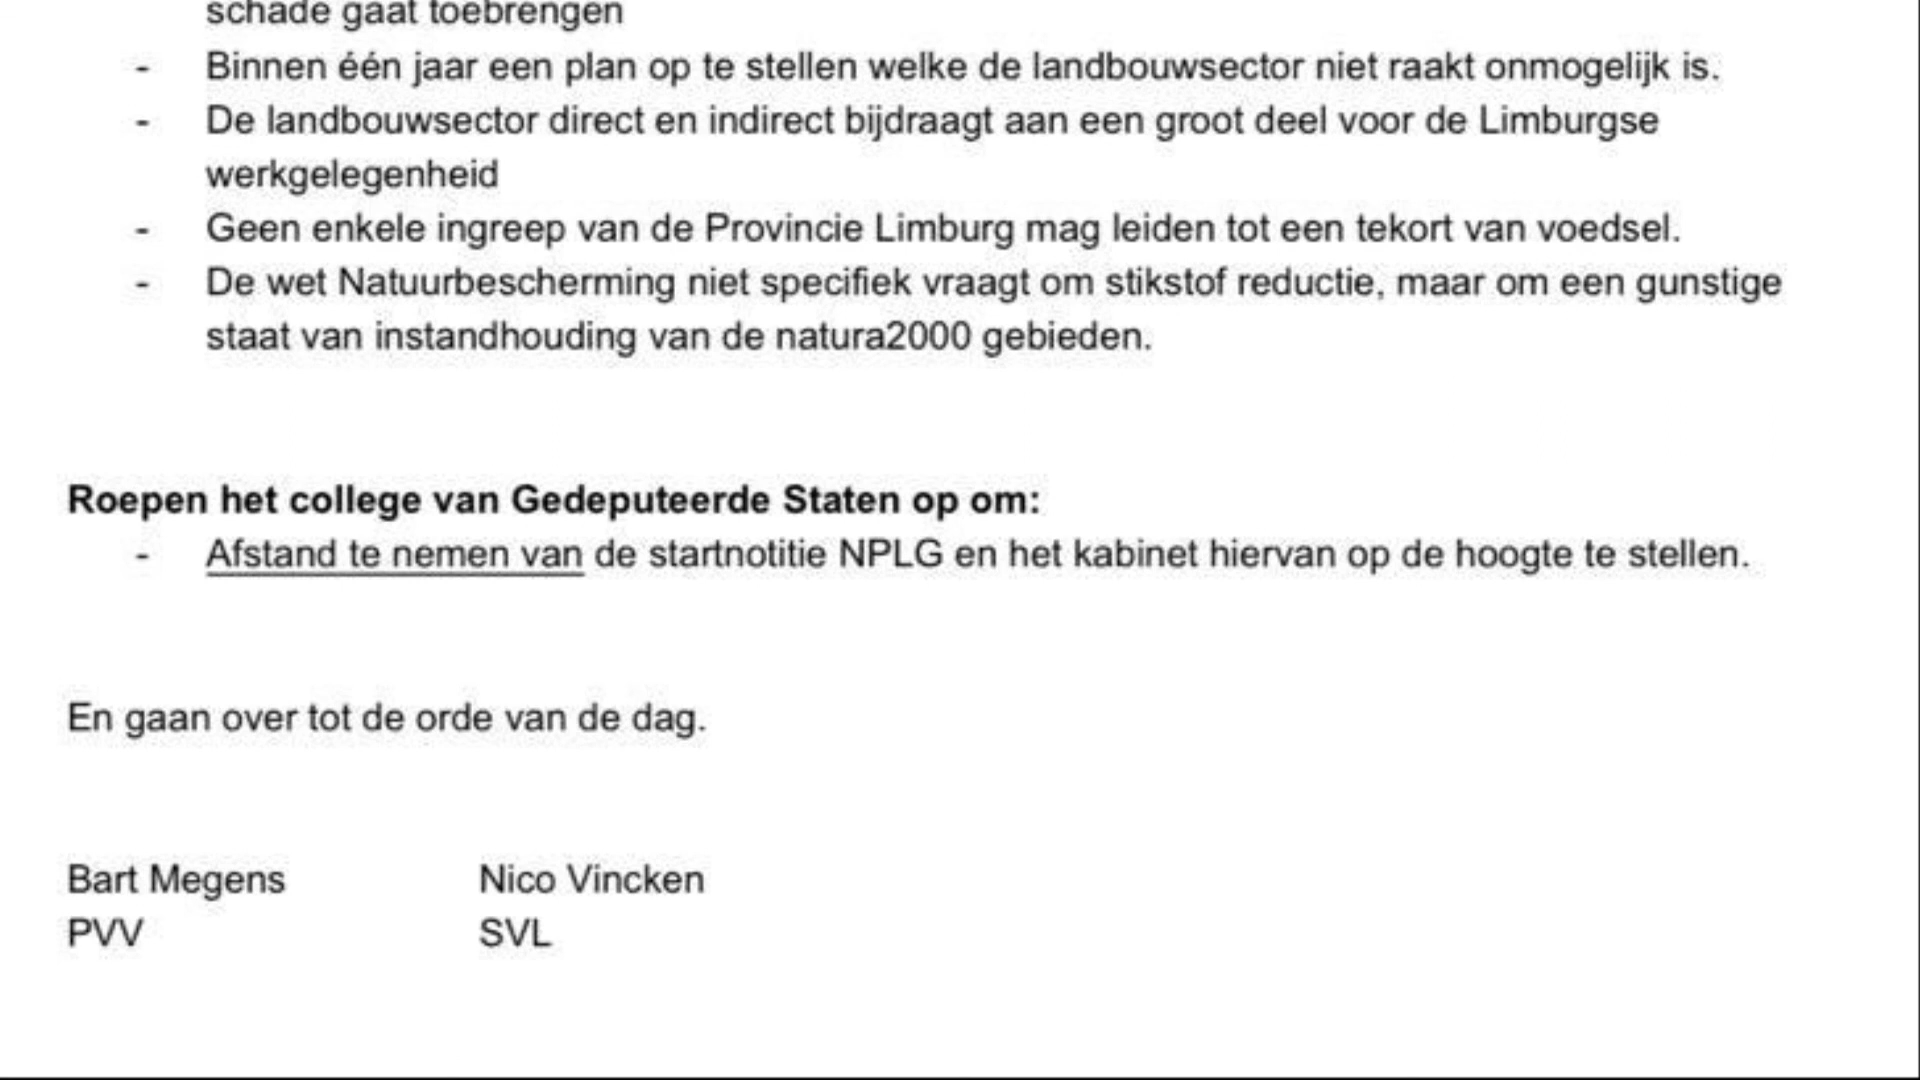 schade gaat toebrengen
- Binnen één jaar een plan op te stellen welke de landbouwsector niet raakt onmogelijk is.
- De landbouwsector direct en indirect bijdraagt aan een groot deel voor de Limburgse
werkgelegenheid
- Geen enkele ingreep van de Provincie Limburg mag leiden tot een tekort van voedsel.
- De wet Natuurbescherming niet specifiek vraagt om stikstof reductie, maar om een gunstige
staat van instandhouding van de natura2000 gebieden.
Roepen het college van Gedeputeerde Staten op om:
- Afstand te nemen van de startnotitie NPLG en het kabinet hiervan op de hoogte te stellen.
En gaan over tot de orde van de dag.
Bart Megens Nico Vincken
PVV SVL